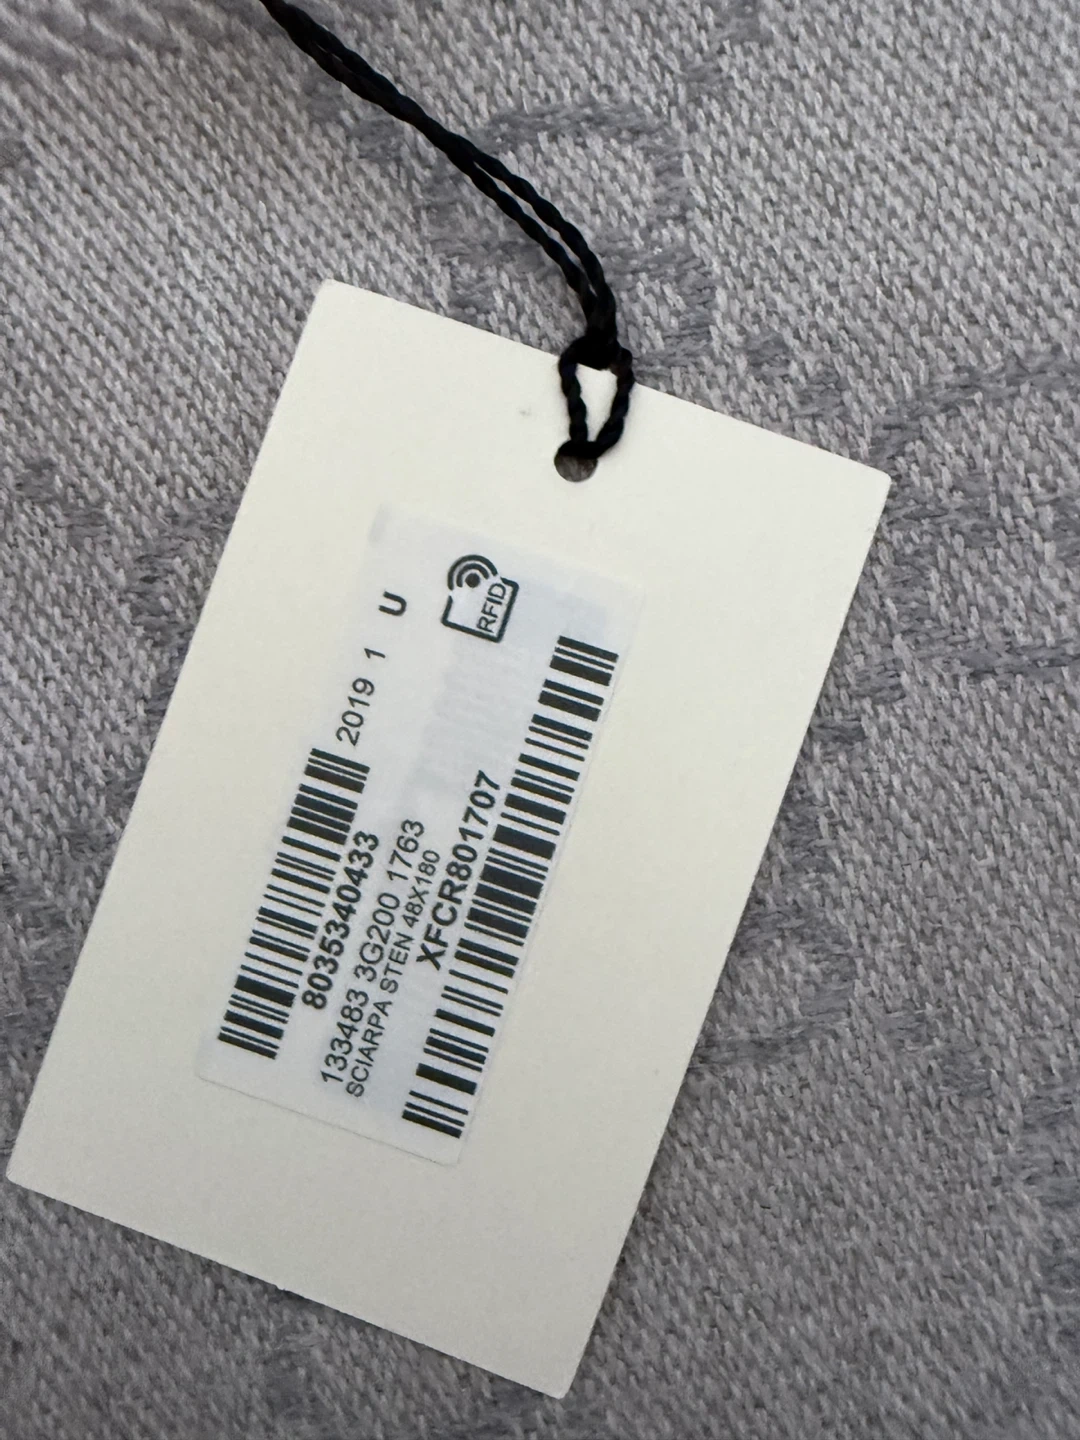 2019 1 U
8035340433
133483 3G200 1763
SCIARPA STEN 48X180
XFCR801707
RFID